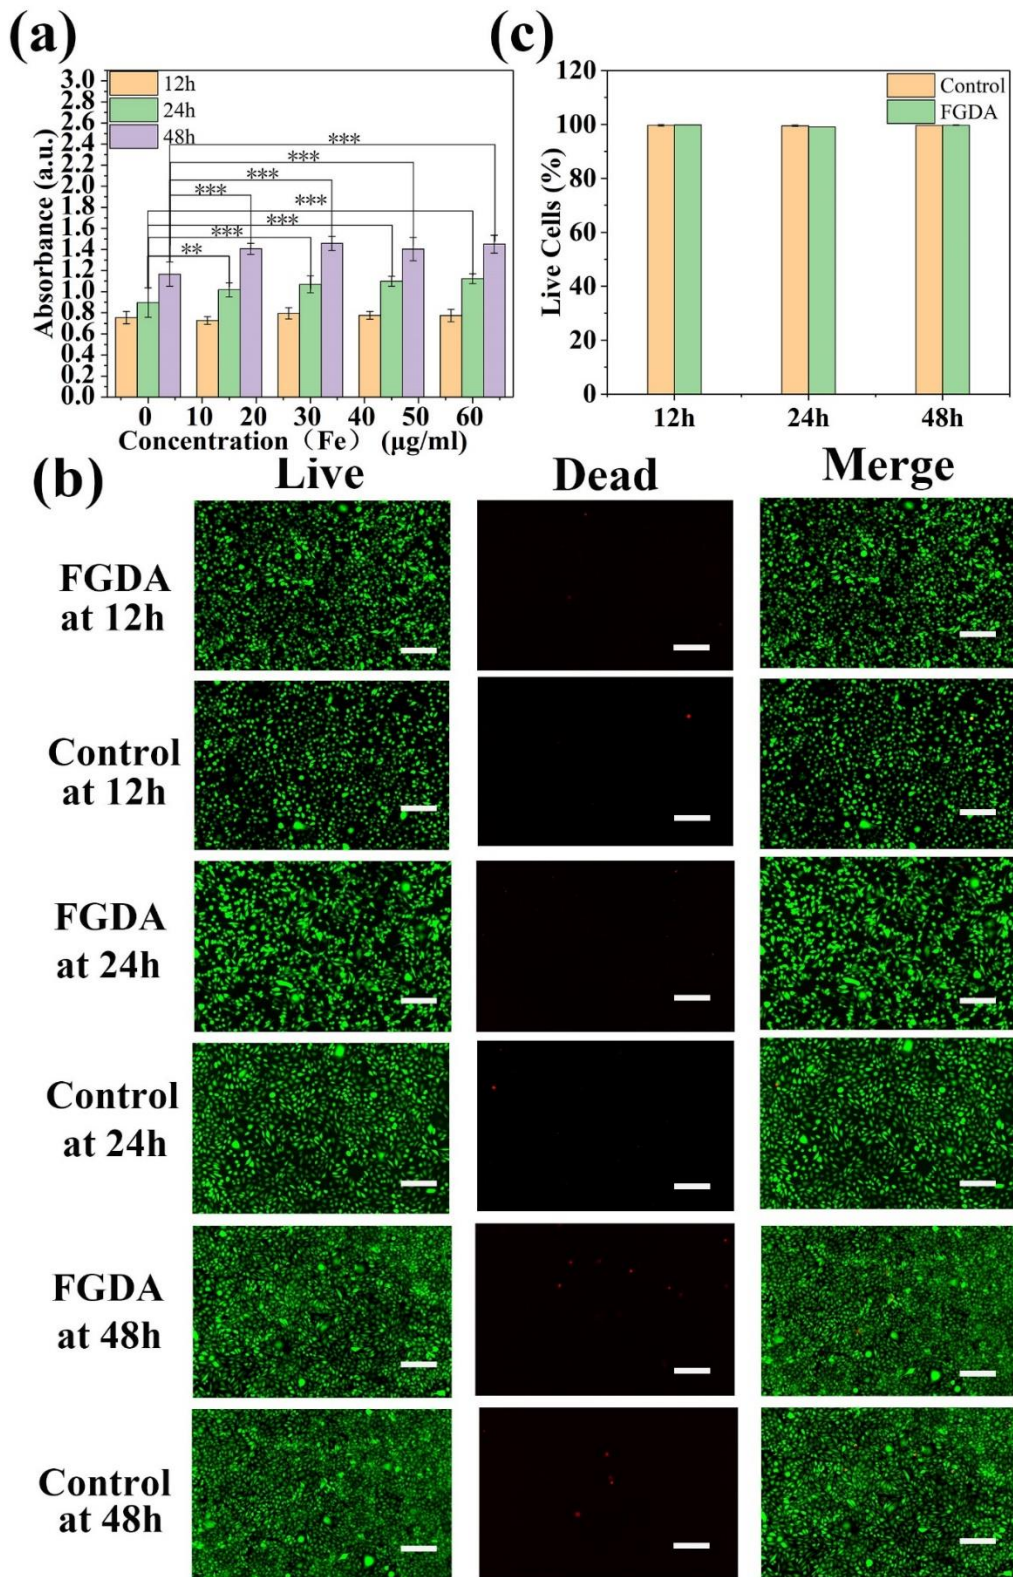 (a)
3.0
2.8
2.6
2.4
2.2
2.0
1.8
1.6
1.4
1.2
1.0
0.8
0.6
0.4
0.2
0.0
Absorbance (a.u.)
12h
24h
48h
***
***
***
***
***
***
***
**
0 10 20 30 40 50 60
Concentration（Fe） (μg/ml)
(c)
120
100
80
60
40
20
0
Live Cells (%)
Control
FGDA
12h 24h 48h
(b)
Live Dead Merge
FGDA
at 12h
Control
at 12h
FGDA
at 24h
Control
at 24h
FGDA
at 48h
Control
at 48h